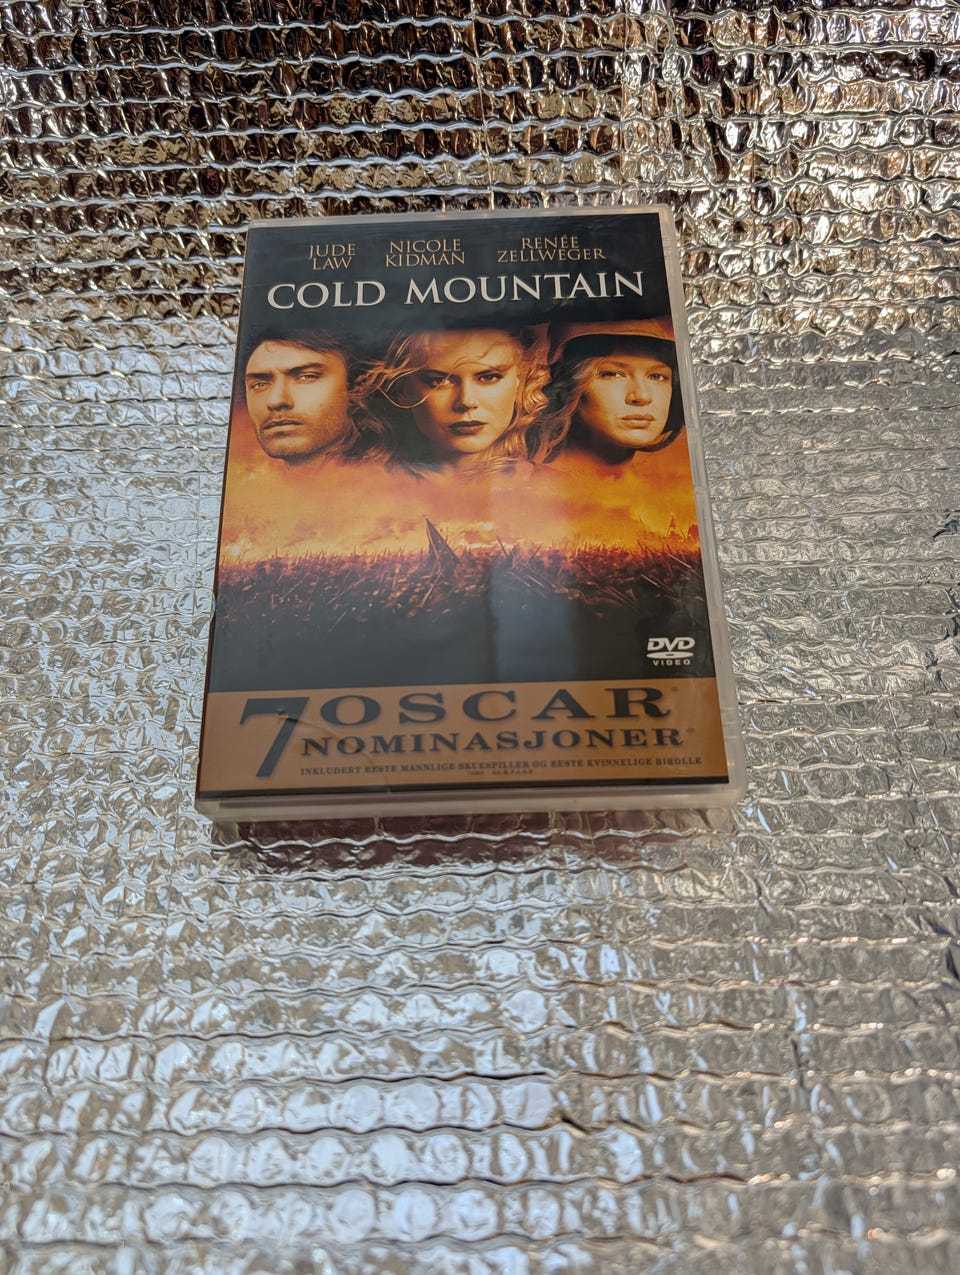 JUDE LAW
NICOLE KIDMAN
RENÉE ZELLWEGER
COLD MOUNTAIN
DVD
VIDEO
7 OSCAR®
NOMINASJONER
INKLUDERT BESTE MANNLIGE SKUESPILLER OG BESTE KVINNELIGE BIROLLE